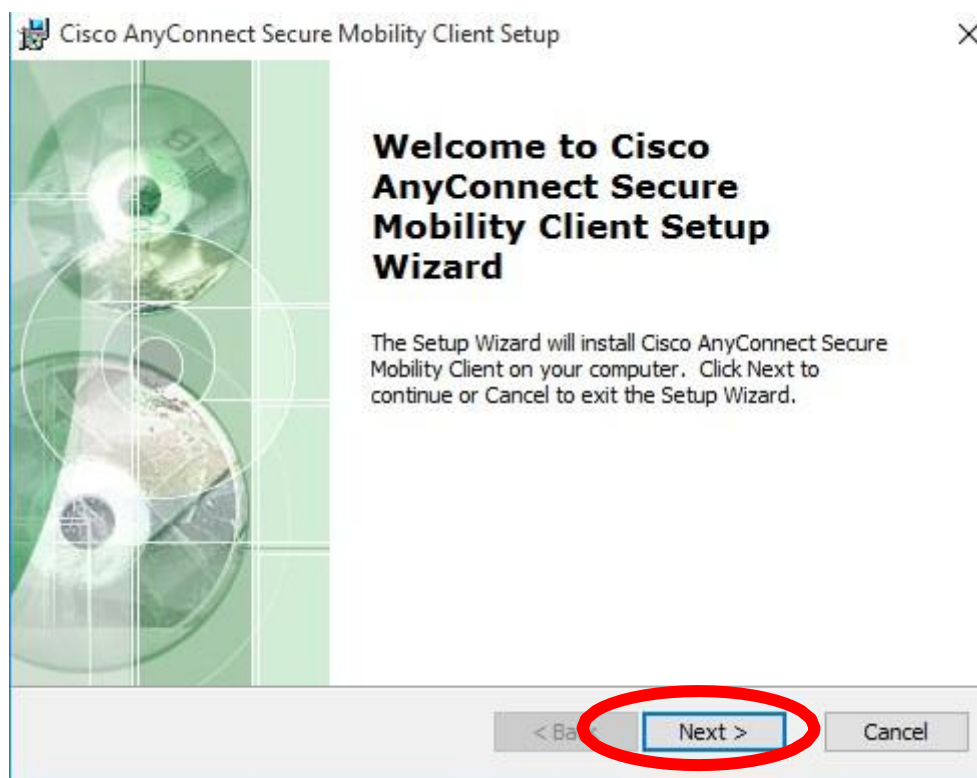 Cisco AnyConnect Secure Mobility Client Setup
Welcome to Cisco
AnyConnect Secure
Mobility Client Setup
Wizard
The Setup Wizard will install Cisco AnyConnect Secure
Mobility Client on your computer. Click Next to
continue or Cancel to exit the Setup Wizard.
< Ba Next > Cancel